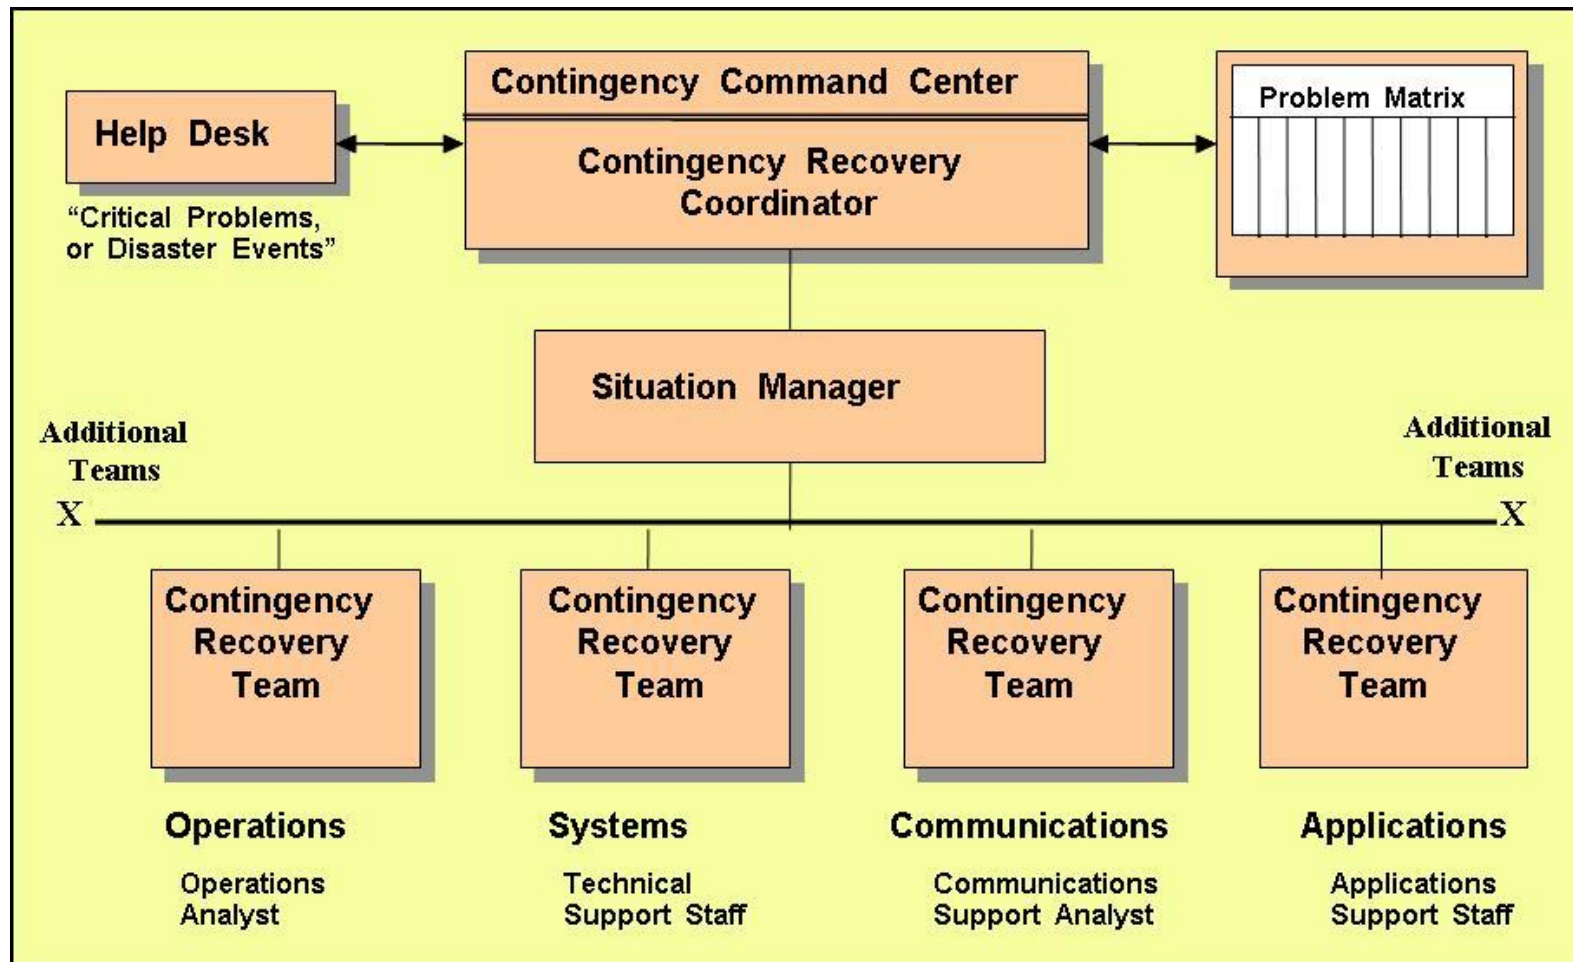 Contingency Command Center
Help Desk
Contingency Recovery
Coordinator
Problem Matrix
“Critical Problems,
or Disaster Events”
Situation Manager
Additional
Teams
X
Additional
Teams
X
Contingency
Recovery
Team
Contingency
Recovery
Team
Contingency
Recovery
Team
Contingency
Recovery
Team
Operations
Systems
Communications
Applications
Operations
Analyst
Technical
Support Staff
Communications
Support Analyst
Applications
Support Staff